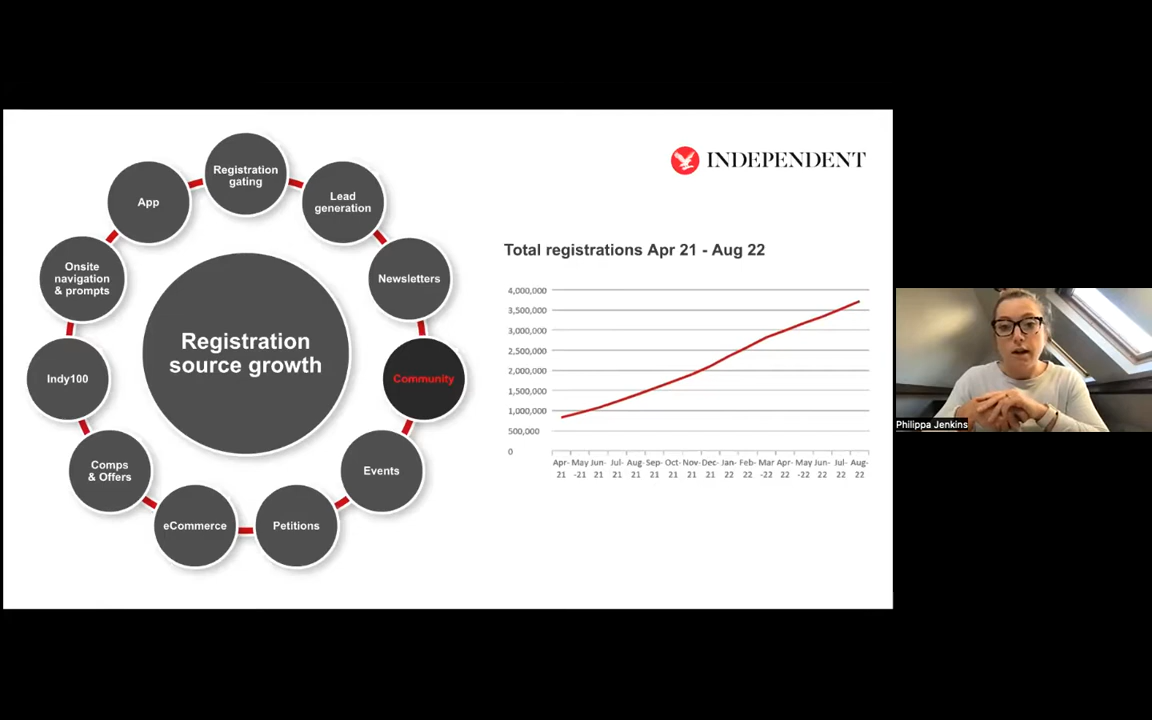 Registration
gating
Lead
generation
Newsletters
Community
Events
Petitions
eCommerce
Comps
& Offers
Indy100
Onsite
navigation
& prompts
App
Registration
source growth
INDEPENDENT
Total registrations Apr 21 - Aug 22
4,000,000
3,500,000
3,000,000
2,500,000
2,000,000
1,500,000
1,000,000
500,000
0
Apr- May Jun- Jul- Aug- Sep- Oct- Nov- Dec- Jan- Feb- Mar Apr- May Jun- Jul- Aug-
21 -21 21 21 21 21 21 21 21 22 22 -22 22 -22 22 22 22
Philippa Jenkins